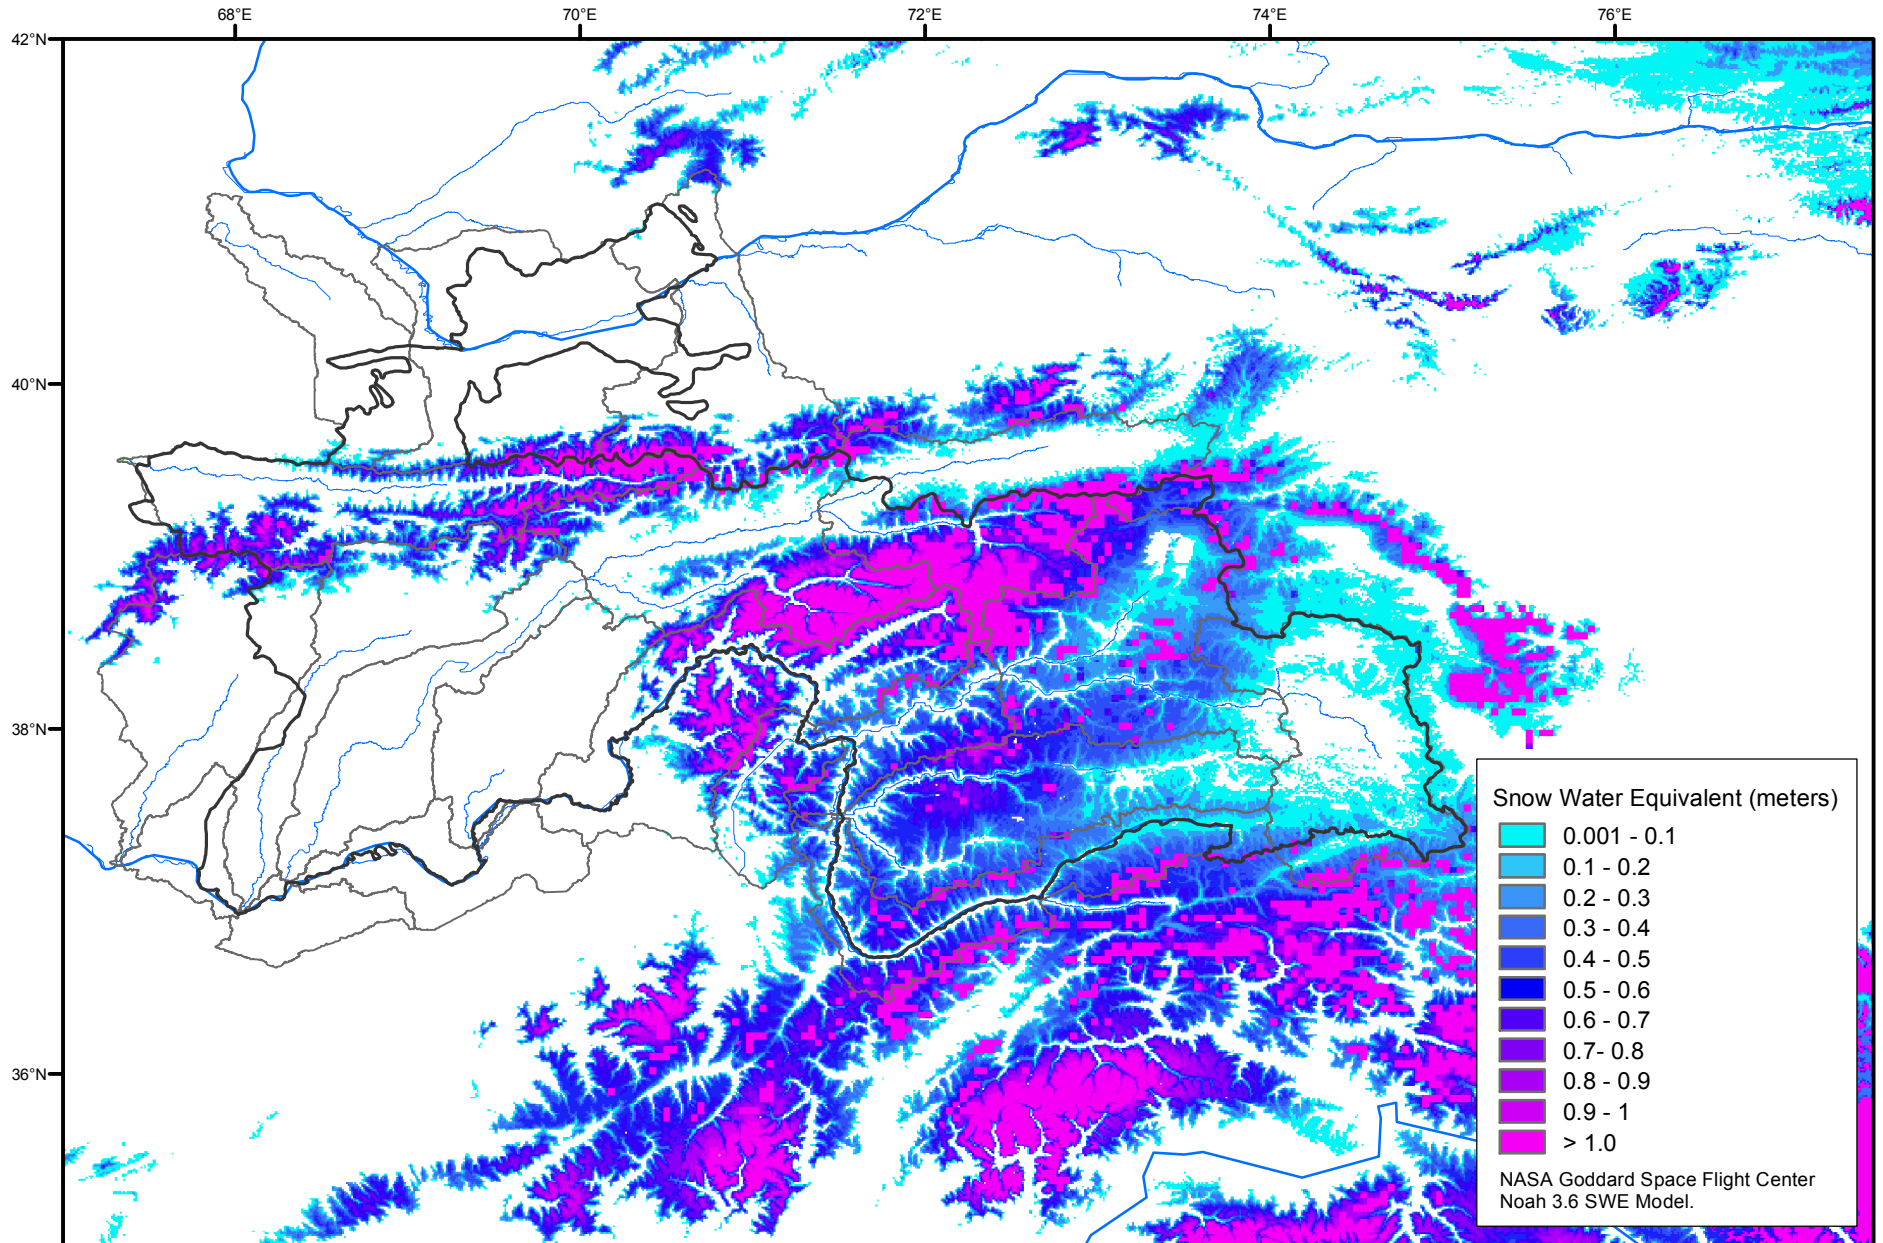 68°E
70°E
72°E
74°E
76°E
42°N
40°N
38°N
36°N
Snow Water Equivalent (meters)
0.001 - 0.1
0.1 - 0.2
0.2 - 0.3
0.3 - 0.4
0.4 - 0.5
0.5 - 0.6
0.6 - 0.7
0.7- 0.8
0.8 - 0.9
0.9 - 1
> 1.0
NASA Goddard Space Flight Center
Noah 3.6 SWE Model.